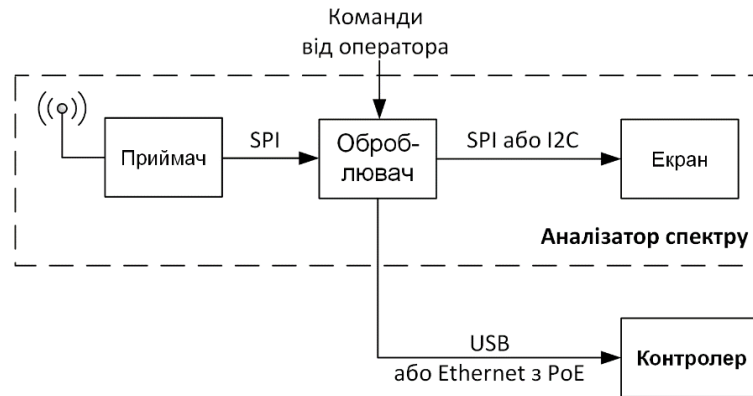 Команди
від оператора
Приймач
SPI
Оброб-
лювач
SPI або I2C
Екран
Аналізатор спектру
USB
або Ethernet з PoE
Контролер